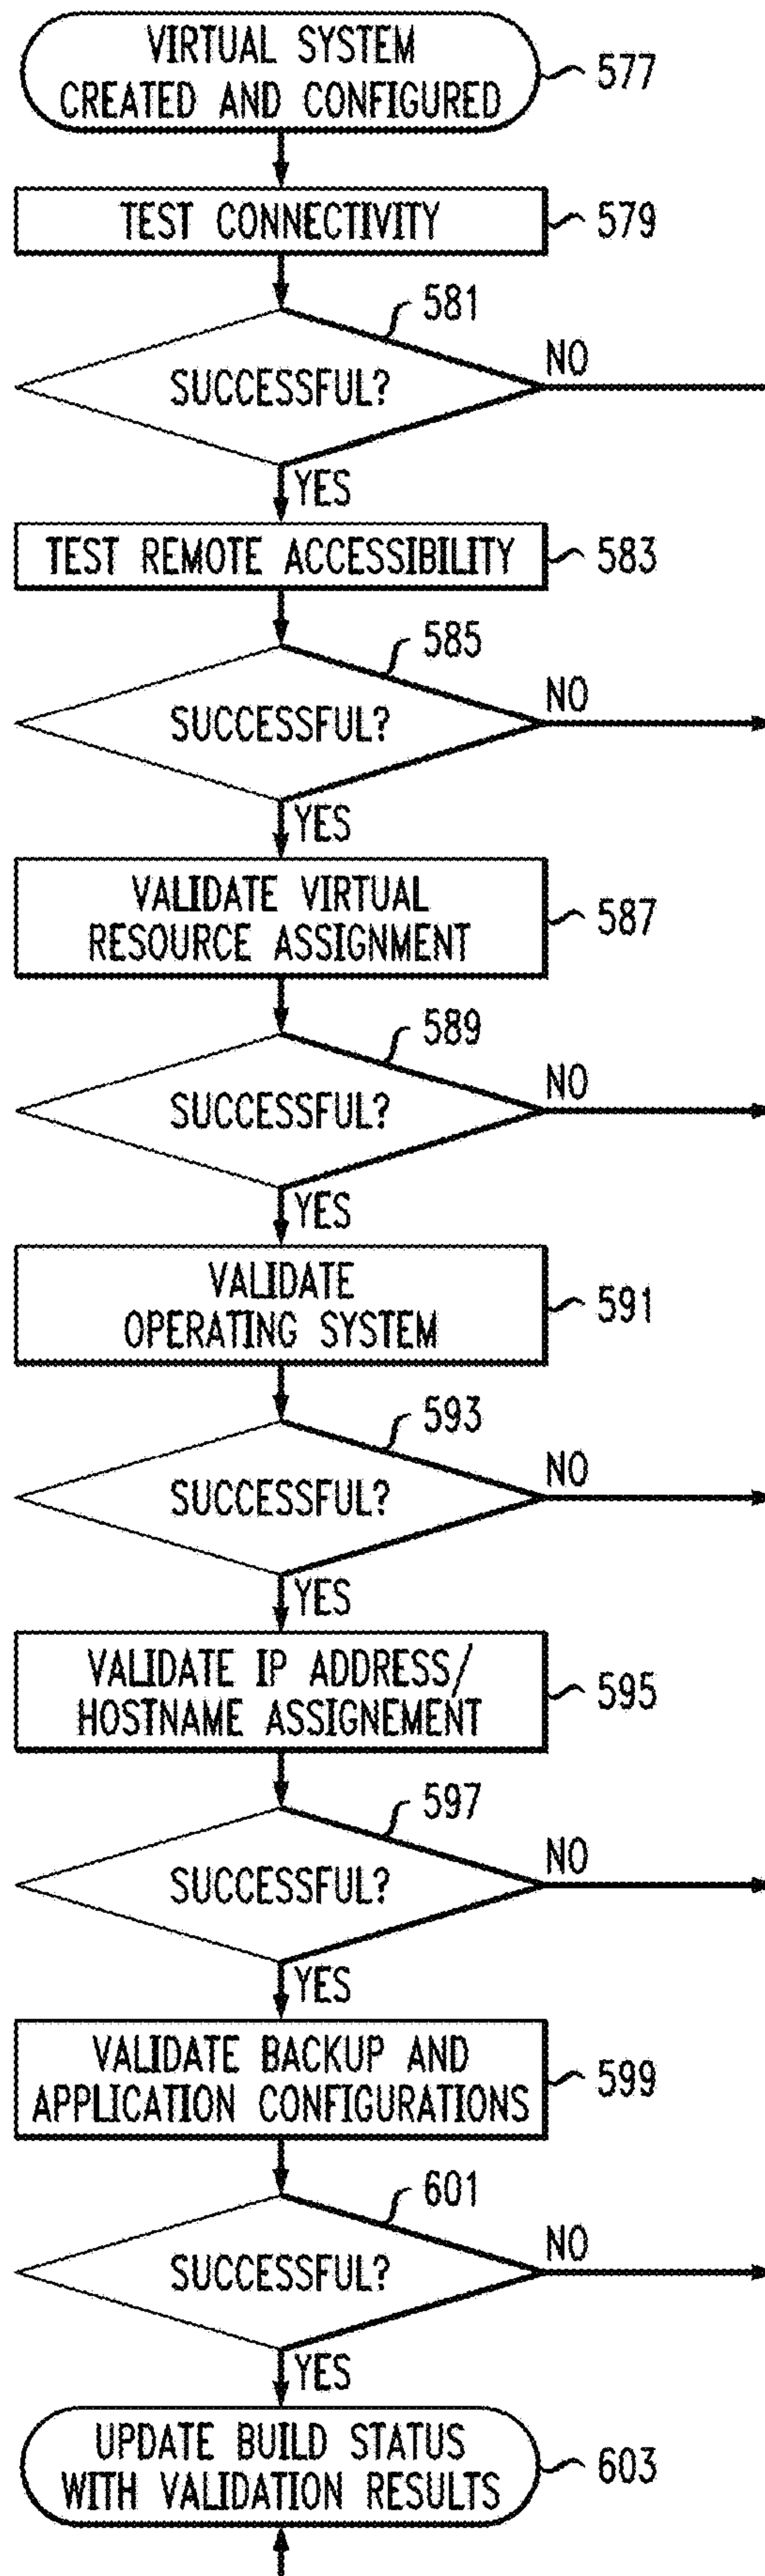 VIRTUAL SYSTEM
CREATED AND CONFIGURED
577
TEST CONNECTIVITY
579
581
SUCCESSFUL?
NO
YES
TEST REMOTE ACCESSIBILITY
583
585
SUCCESSFUL?
NO
YES
VALIDATE VIRTUAL
RESOURCE ASSIGNMENT
587
589
SUCCESSFUL?
NO
YES
VALIDATE
OPERATING SYSTEM
591
593
SUCCESSFUL?
NO
YES
VALIDATE IP ADDRESS/
HOSTNAME ASSIGNEMENT
595
597
SUCCESSFUL?
NO
YES
VALIDATE BACKUP AND
APPLICATION CONFIGURATIONS
599
601
SUCCESSFUL?
NO
YES
UPDATE BUILD STATUS
WITH VALIDATION RESULTS
603